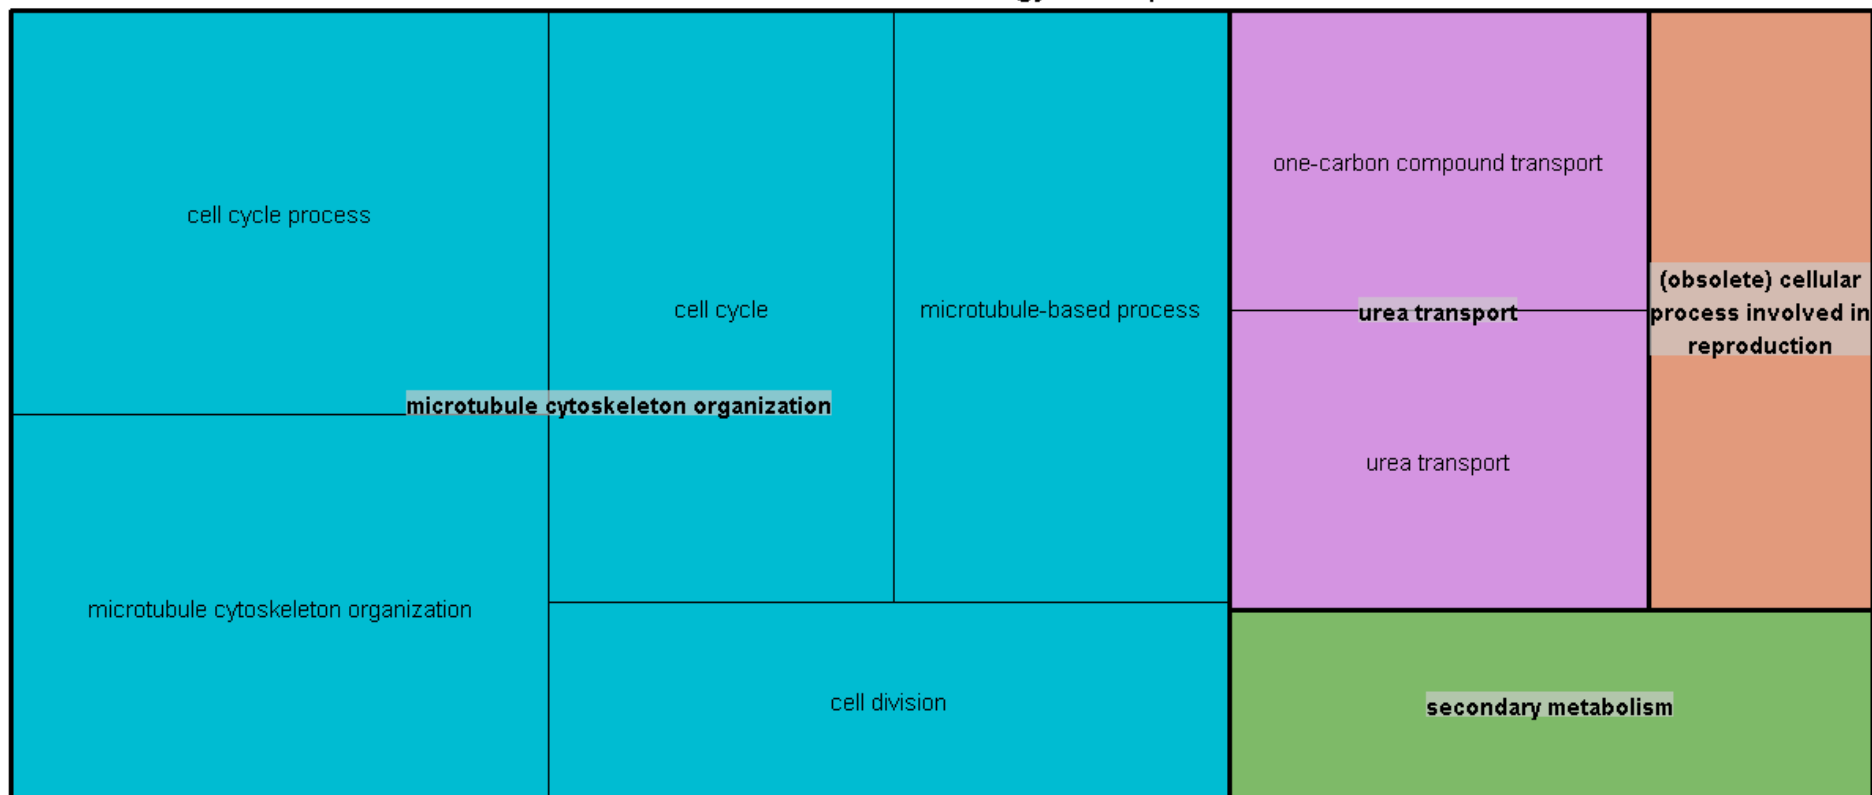 cell cycle process
cell cycle
microtubule-based process
one-carbon compound transport
urea transport
(obsolete) cellular
process involved in
reproduction
microtubule cytoskeleton organization
urea transport
microtubule cytoskeleton organization
cell division
secondary metabolism